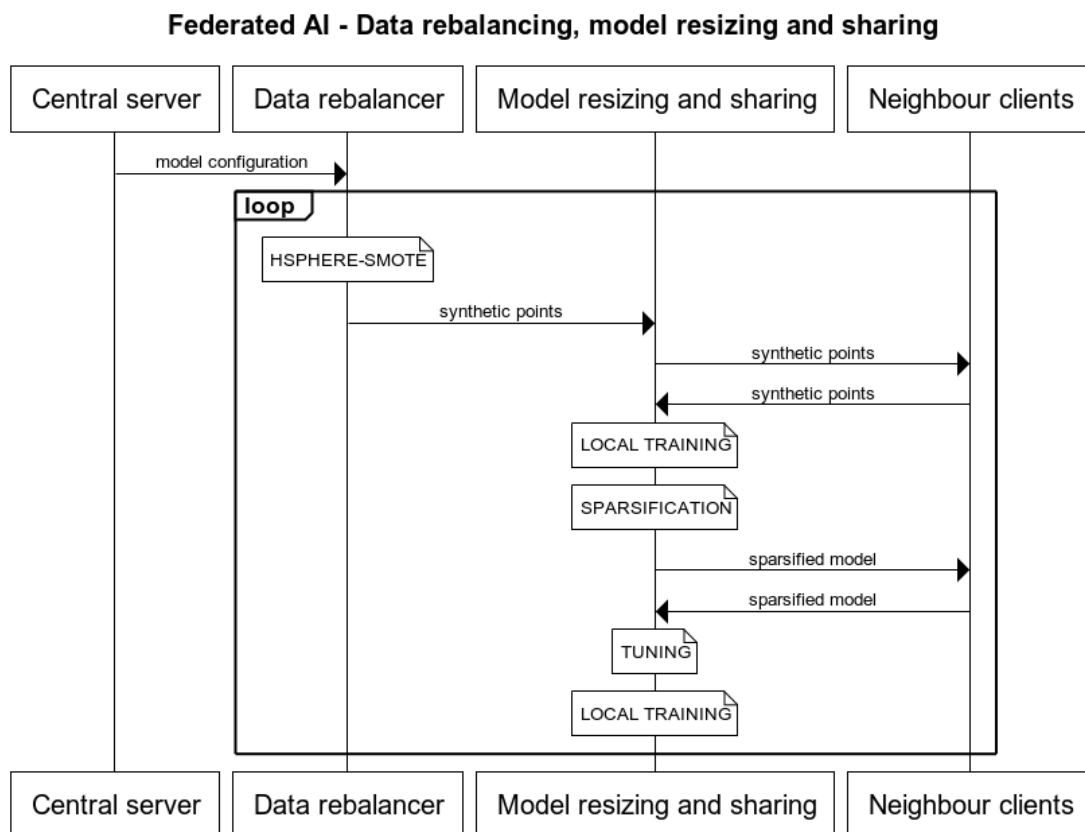 Federated AI - Data rebalancing, model resizing and sharing
Central server
Data rebalancer
Model resizing and sharing
Neighbour clients
model configuration
loop
HSPHERE-SMOTE
synthetic points
synthetic points
synthetic points
LOCAL TRAINING
SPARSIFICATION
sparsified model
sparsified model
TUNING
LOCAL TRAINING
Central server
Data rebalancer
Model resizing and sharing
Neighbour clients